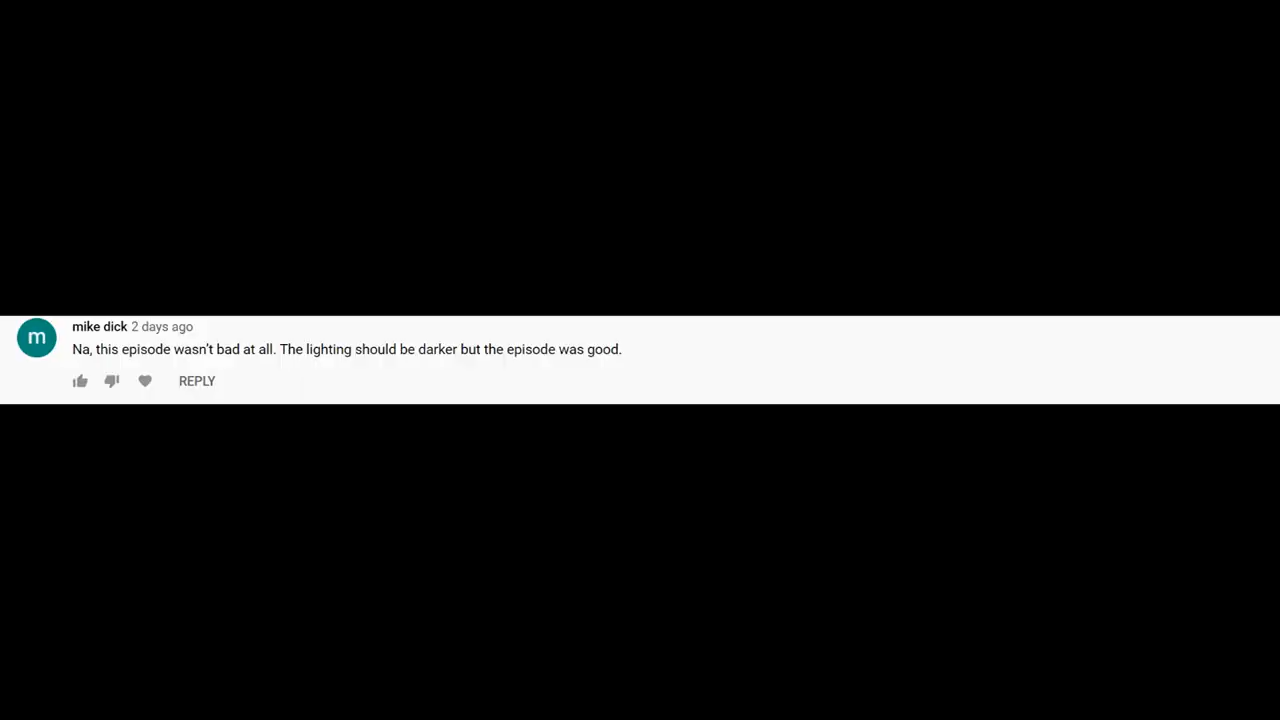 m
mike dick 2 days ago
Na, this episode wasn't bad at all. The lighting should be darker but the episode was good.
REPLY